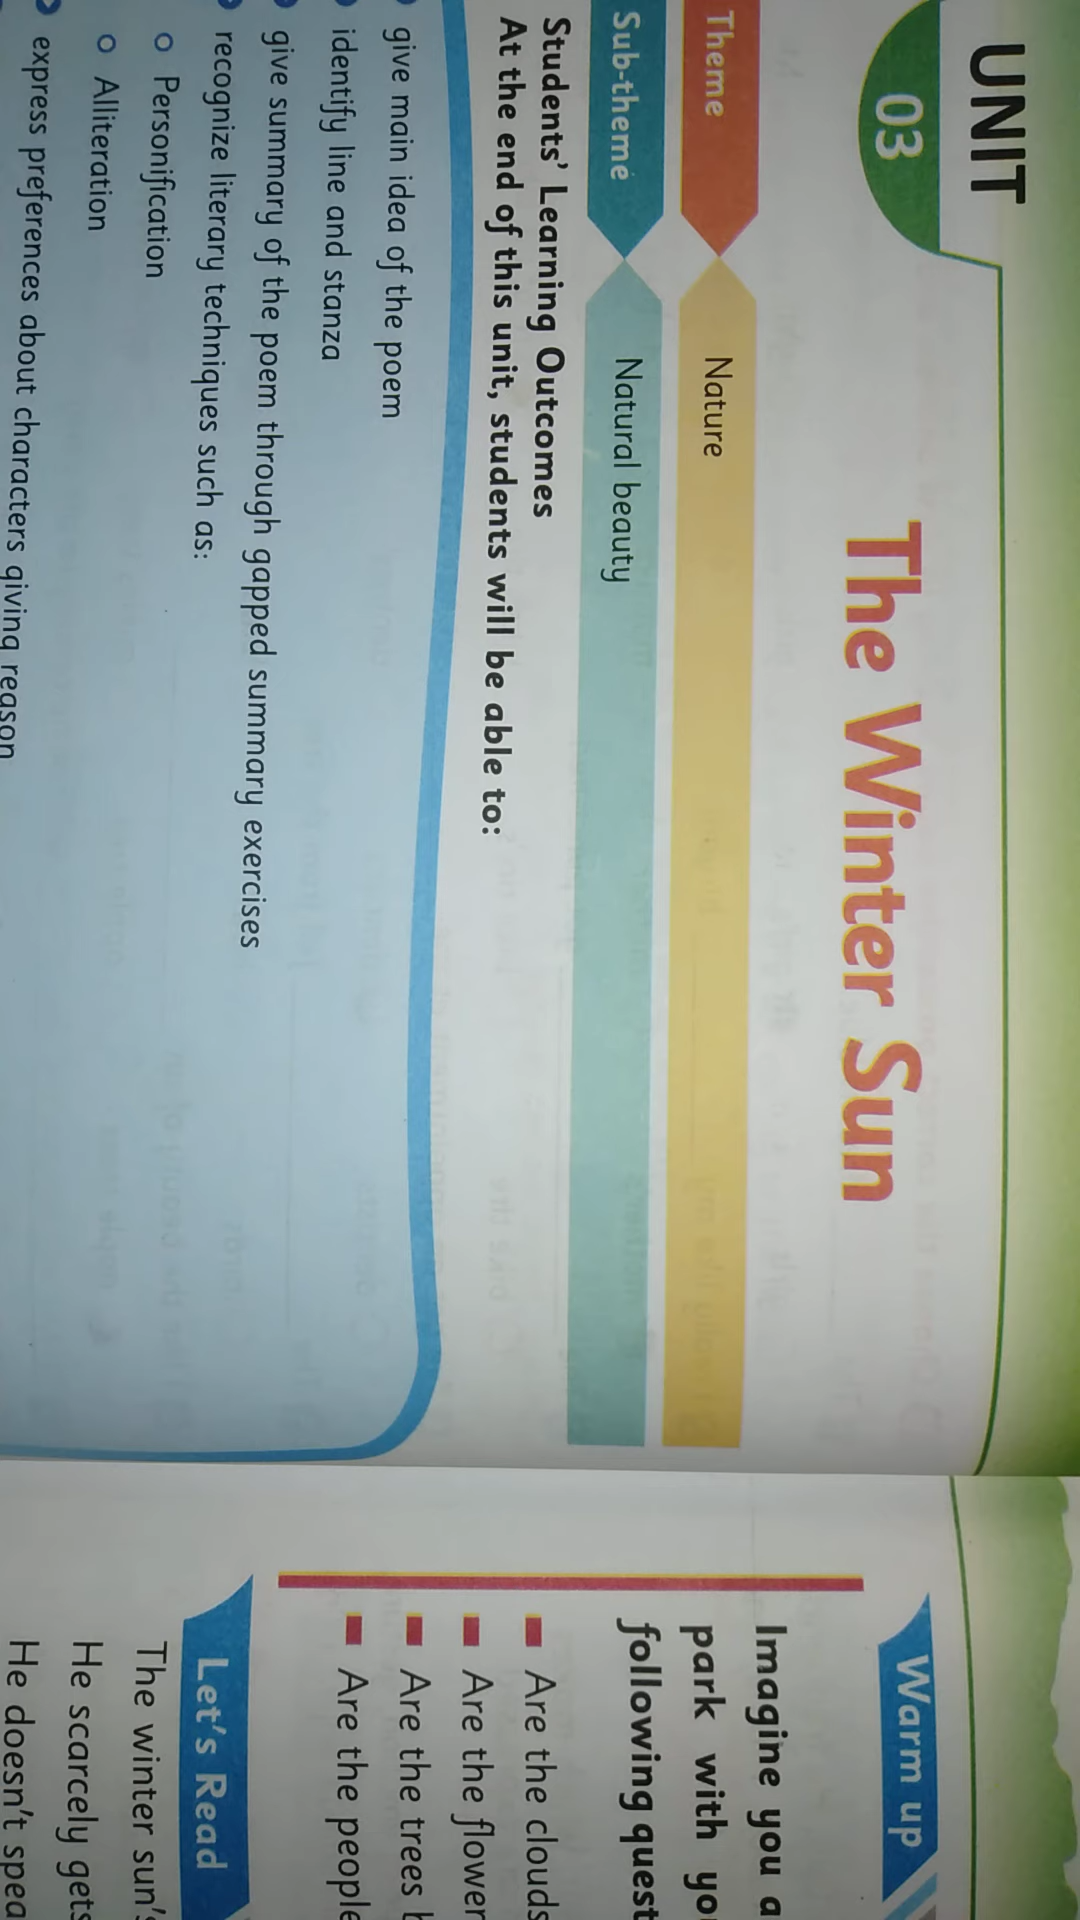 UNIT
03
The Winter Sun
Theme
Nature
Sub-theme
Natural beauty
Students' Learning Outcomes
At the end of this unit, students will be able to:
give main idea of the poem
identify line and stanza
give summary of the poem through gapped summary exercises
recognize literary techniques such as:
Personification
Alliteration
express preferences about characters giving reason
Warm up
Imagine you a
park with
following quest
Are the clouds
Are the flower
Are the trees
Are the people
Let's Read
The winter sun's
He scarcely gets
He doesn't spea